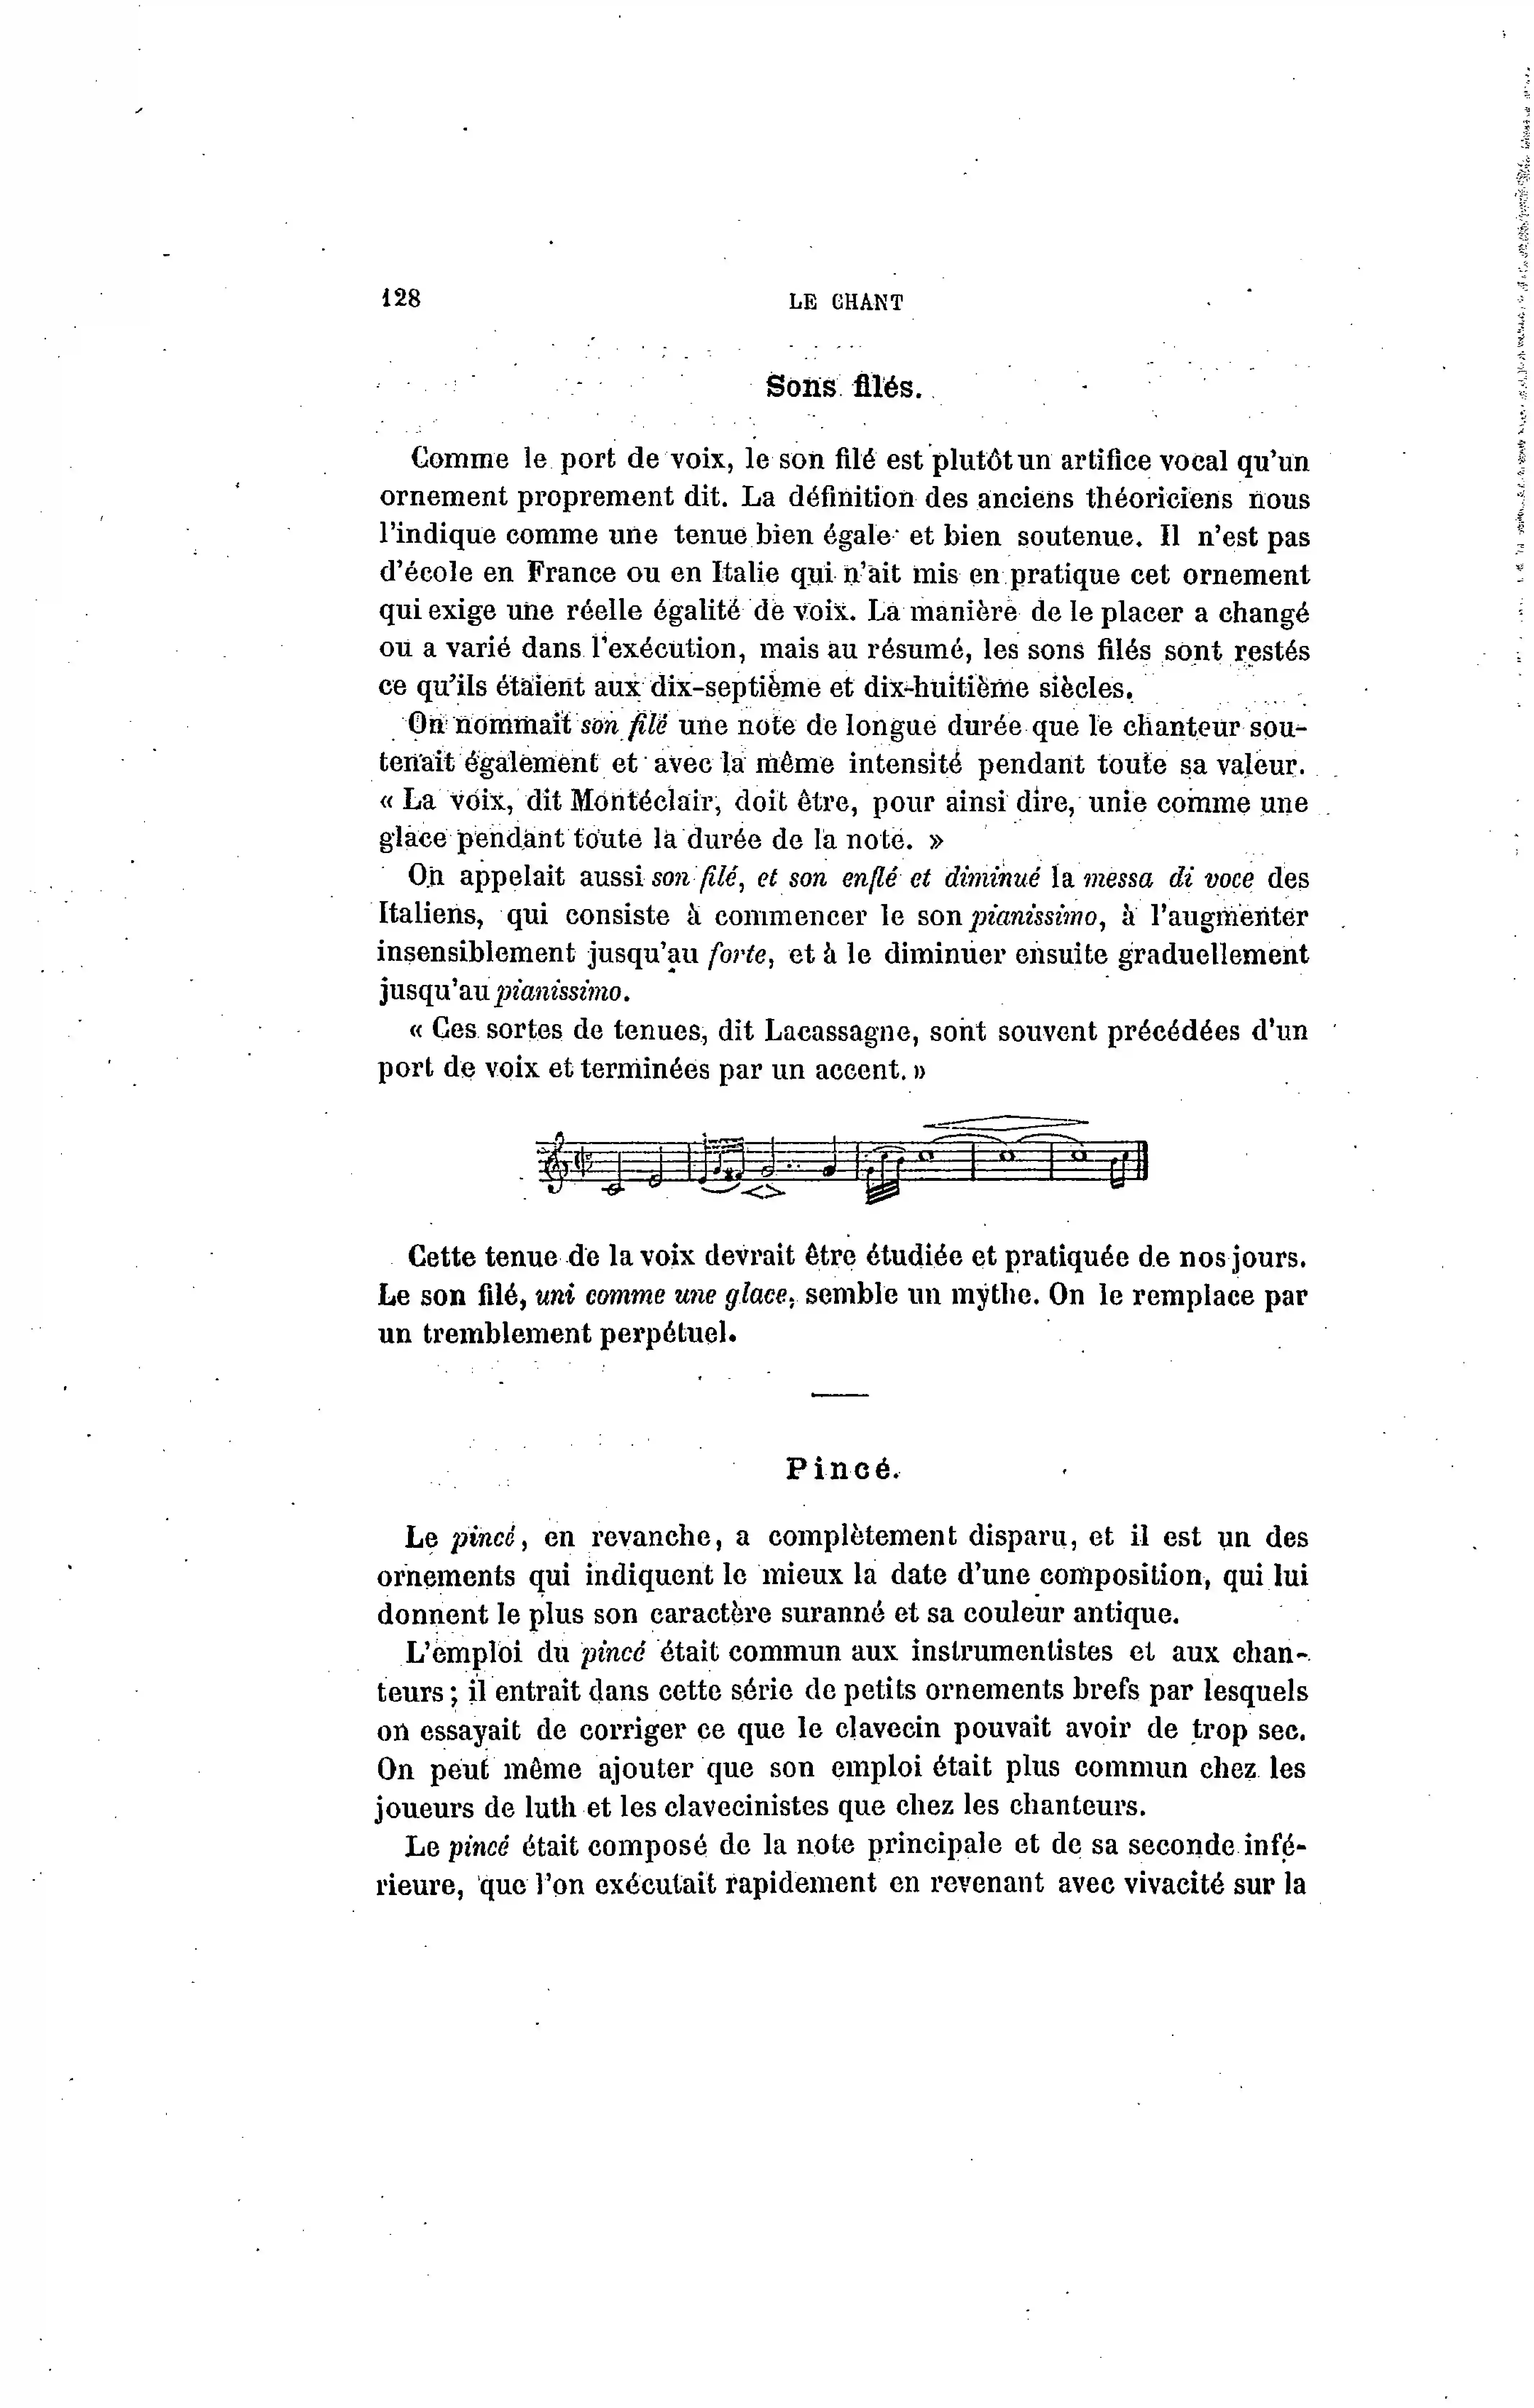 128
LE CHANT
Sons filés.
Comme le port de voix, le son filé est plutôt un artifice vocal qu'un
ornement proprement dit. La définition des anciens théoriciens nous
l'indique comme une tenue bien égale et bien soutenue. Il n'est pas
d'école en France ou en Italie qui n'ait mis en pratique cet ornement
qui exige une réelle égalité de voix. La manière de le placer a changé
ou a varié dans l'exécution, mais au résumé, les sons filés sont restés
ce qu'ils étaient aux dix-septième et dix-huitième siècles.
On nommait son filé une note de longue durée que le chanteur sou-
tenait également et avec la même intensité pendant toute sa valeur.
« La voix, dit Montéclair, doit être, pour ainsi dire, unie comme une
glace pendant toute la durée de la note. »
On appelait aussi son filé, et son enflé et diminué la messa di voce des
Italiens, qui consiste à commencer le son pianissimo, à l'augmenter
insensiblement jusqu'au forte, et à le diminuer ensuite graduellement
jusqu'au pianissimo.
« Ces sortes de tenues, dit Lacassagne, sont souvent précédées d'un
port de voix et terminées par un accent. »
Cette tenue de la voix devrait être étudiée et pratiquée de nos jours.
Le son filé, uni comme une glace, semble un mythe. On le remplace par
un tremblement perpétuel.
Pincé.
Le pincé, en revanche, a complètement disparu, et il est un des
ornements qui indiquent le mieux la date d'une composition, qui lui
donnent le plus son caractère suranné et sa couleur antique.
L'emploi du pincé était commun aux instrumentistes et aux chan-
teurs ; il entrait dans cette série de petits ornements brefs par lesquels
on essayait de corriger ce que le clavecin pouvait avoir de trop sec.
On peut même ajouter que son emploi était plus commun chez les
joueurs de luth et les clavecinistes que chez les chanteurs.
Le pincé était composé de la note principale et de sa seconde infé-
rieure, que l'on exécutait rapidement en revenant avec vivacité sur la